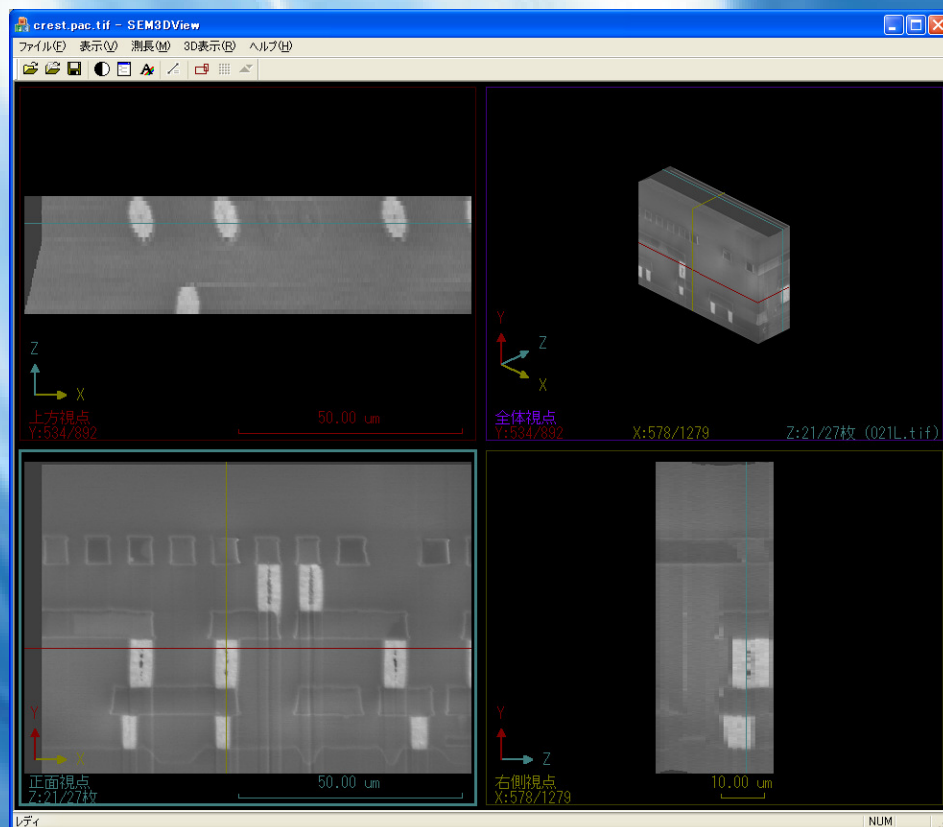 crest.pac.tif - SEM3DView
ファイル(F) 表示(V) 測長(M) 3D表示(R) ヘルプ(H)
Z
X
上方視点
Y:534/892
50.00 um
Y
Z
X
全体視点
Y:534/892
X:578/1279
Z:21/27枚 (021L.tif)
Y
X
正面視点
Z:21/27枚
50.00 um
Y
Z
右側視点
X:578/1279
10.00 um
レディ
NUM